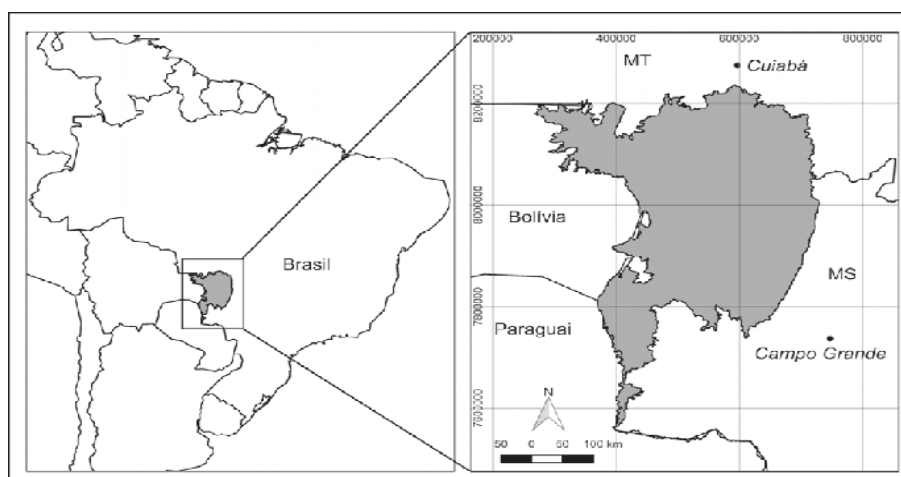 Brasil
200000
400000
600000
800000
MT
Cuiabá
8200000
8000000
Bolívia
MS
7800000
Paraguai
Campo Grande
7600000
N
50 0 50 100 km